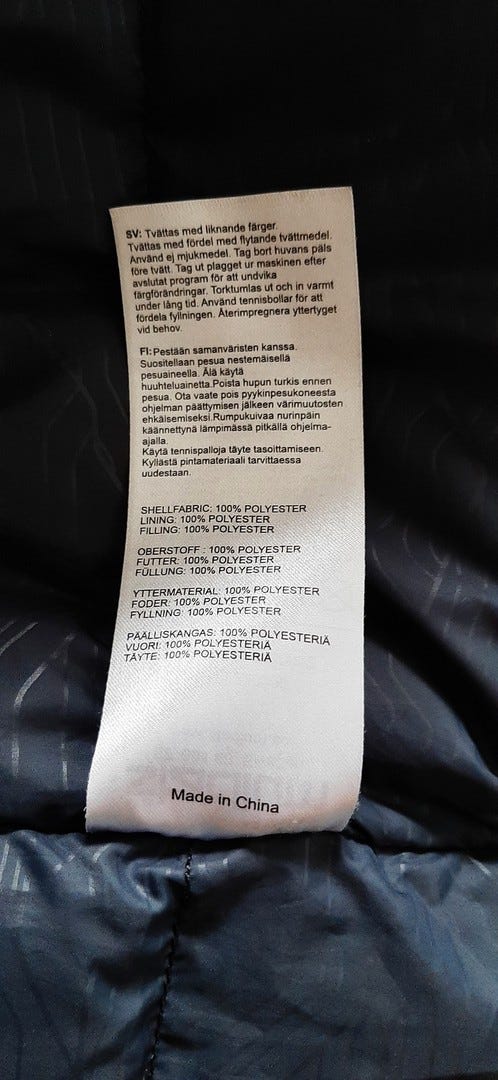 SV: Tvättas med liknande färger.
Tvättas med fördel med flytande tvättmedel.
Använd ej mjukmedel. Tag bort huvans päls
före tvätt. Tag ut plagget ur maskinen efter
avslutat program för att undvika
färgförändringar. Torktumlas ut och in varmt
under lång tid. Använd tennisbollar för att
fördela fyllningen. Återimpregnera yttertyget
vid behov.
FI: Pestään samanväristen kanssa.
Suositellaan pesua nestemäisellä
pesuaineella. Älä käytä
huuhteluainetta.Poista hupun turkis ennen
pesua. Ota vaate pois pyykinpesukoneesta
ohjelman päättymisen jälkeen värimuutosten
ehkäisemiseksi. Rumpukuivaa nurinpäin
käännettynä lämpimässä pitkällä ohjelma-
ajalla.
Käytä tennispalloja täyte tasoittamiseen.
Kyllästä pintamateriaali tarvittaessa
uudestaan.
SHELLFABRIC: 100% POLYESTER
LINING: 100% POLYESTER
FILLING: 100% POLYESTER
OBERSTOFF : 100% POLYESTER
FUTTER: 100% POLYESTER
FÜLLUNG: 100% POLYESTER
YTTERMATERIAL: 100% POLYESTER
FODER: 100% POLYESTER
FYLLNING: 100% POLYESTER
PÄÄLLISKANGAS: 100% POLYESTERIÄ
VUORI: 100% POLYESTERIÄ
TÄYTE: 100% POLYESTERIÄ
Made in China